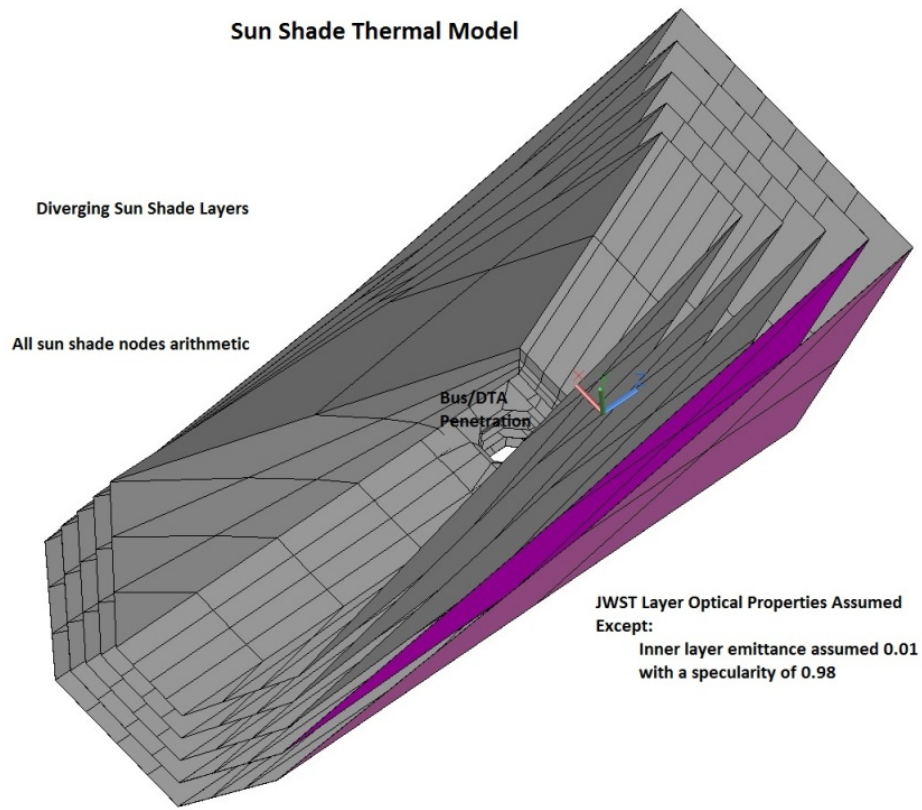 Sun Shade Thermal Model
Diverging Sun Shade Layers
All sun shade nodes arithmetic
Bus/DTA
Penetration
X
Y
Z
JWST Layer Optical Properties Assumed
Except:
Inner layer emittance assumed 0.01
with a specularity of 0.98